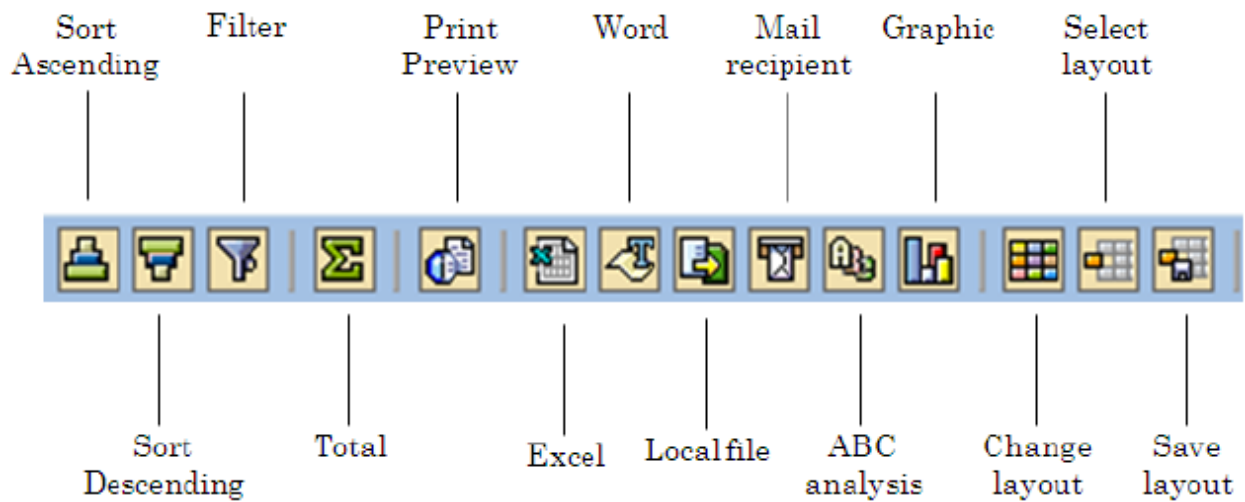 Sort
Ascending
Filter
Print
Preview
Word
Mail
recipient
Graphic
Select
layout
Sort
Descending
Total
Excel
Local file
ABC
analysis
Change
layout
Save
layout